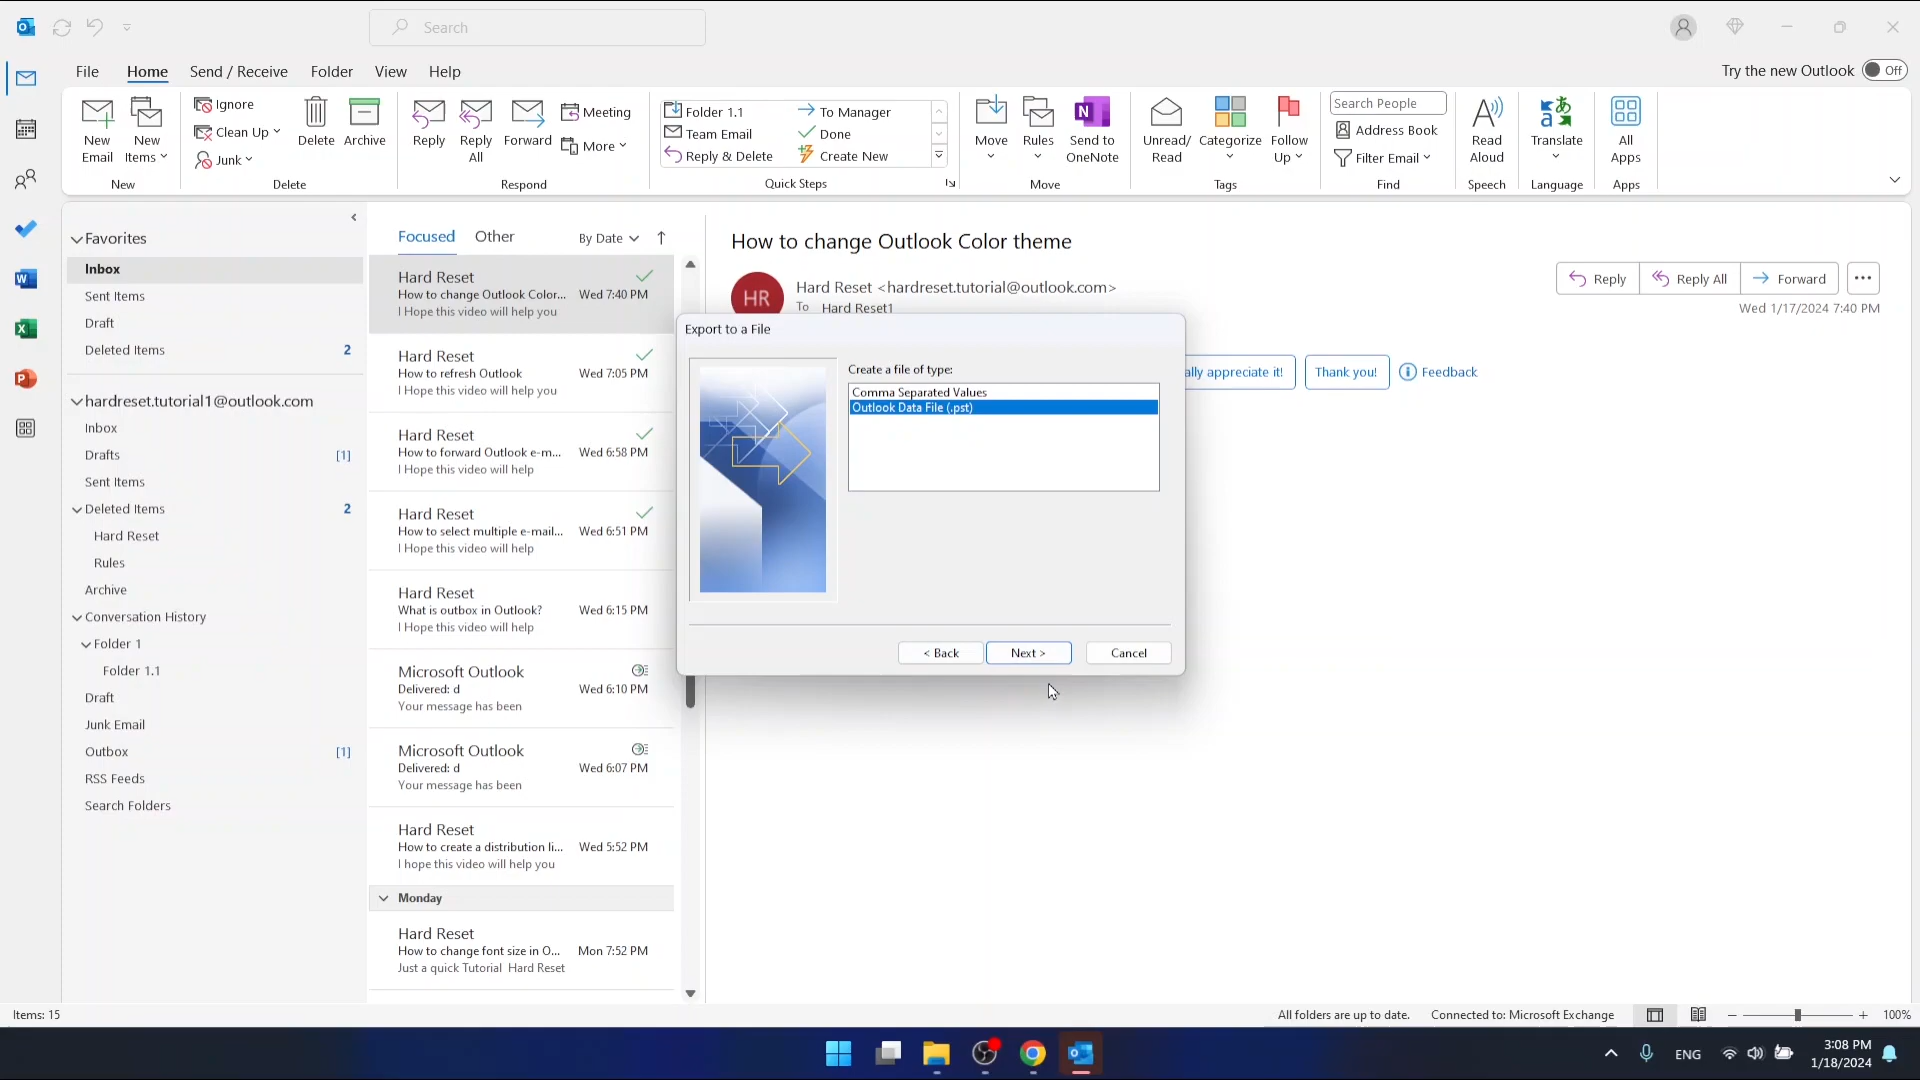 Search
File Home Send / Receive Folder View Help
Try the new Outlook Off
New Email
New Items
New
Ignore
Clean Up
Junk
Delete
Archive
Delete
Reply
Reply All
Forward
Meeting
More
Respond
Folder 1.1
Team Email
Reply & Delete
To Manager
Done
Create New
Quick Steps
Move
Rules
Send to OneNote
Move
Unread/ Read
Categorize
Follow Up
Tags
Search People
Address Book
Filter Email
Find
Read Aloud
Speech
Translate
Language
All Apps
Apps
Favorites
Inbox
Sent Items
Draft
Deleted Items 2
hardreset.tutorial1@outlook.com
Inbox
Drafts [1]
Sent Items
Deleted Items 2
Hard Reset
Rules
Archive
Conversation History
Folder 1
Folder 1.1
Draft
Junk Email
Outbox [1]
RSS Feeds
Search Folders
Focused Other By Date
Hard Reset
How to change Outlook Color... Wed 7:40 PM
I Hope this video will help you
Hard Reset
How to refresh Outlook Wed 7:05 PM
I Hope this video will help you
Hard Reset
How to forward Outlook e-m... Wed 6:58 PM
I Hope this video will help
Hard Reset
How to select multiple e-mail... Wed 6:51 PM
I Hope this video will help
Hard Reset
What is outbox in Outlook? Wed 6:15 PM
I Hope this video will help
Microsoft Outlook
Delivered: d Wed 6:10 PM
Your message has been
Microsoft Outlook
Delivered: d Wed 6:07 PM
Your message has been
Hard Reset
How to create a distribution li... Wed 5:52 PM
I hope this video will help you
Monday
Hard Reset
How to change font size in O... Mon 7:52 PM
Just a quick Tutorial Hard Reset
How to change Outlook Color theme
HR
Hard Reset <hardreset.tutorial@outlook.com>
To Hard Reset1
Reply Reply All Forward
Wed 1/17/2024 7:40 PM
ally appreciate it! Thank you! Feedback
Export to a File
Create a file of type:
Comma Separated Values
Outlook Data File (.pst)
< Back Next > Cancel
Items: 15
All folders are up to date. Connected to: Microsoft Exchange 100%
ENG
3:08 PM
1/18/2024